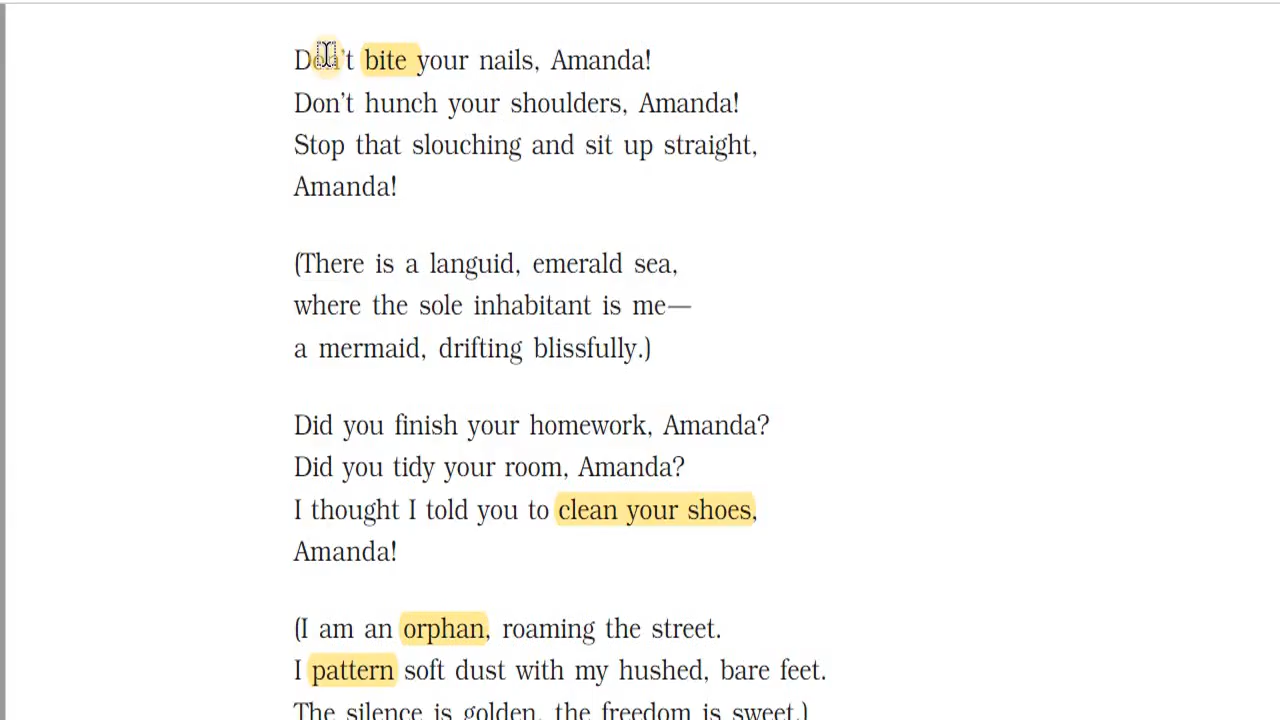 Don't bite your nails, Amanda!
Don't hunch your shoulders, Amanda!
Stop that slouching and sit up straight,
Amanda!
(There is a languid, emerald sea,
where the sole inhabitant is me—
a mermaid, drifting blissfully.)
Did you finish your homework, Amanda?
Did you tidy your room, Amanda?
I thought I told you to clean your shoes,
Amanda!
(I am an orphan, roaming the street.
I pattern soft dust with my hushed, bare feet.
The silence is golden, the freedom is sweet.)